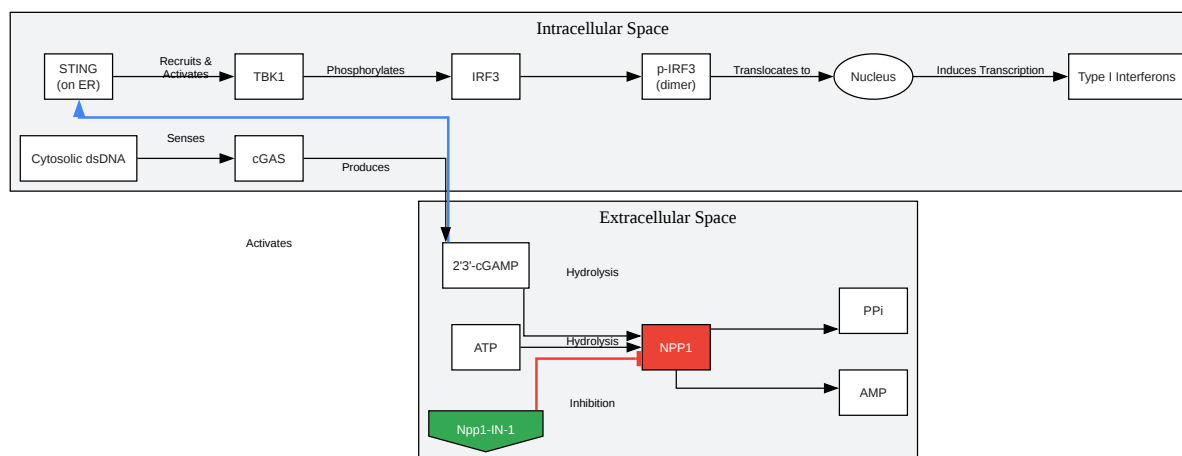 Intracellular Space
STING
(on ER)
Recruits &
Activates
TBK1
Phosphorylates
IRF3
p-IRF3
(dimer)
Translocates to
Nucleus
Induces Transcription
Type I Interferons
Cytosolic dsDNA
Senses
cGAS
Produces
Extracellular Space
Activates
2'3'-cGAMP
Hydrolysis
PPi
ATP
Hydrolysis
NPP1
AMP
Inhibition
Npp1-IN-1